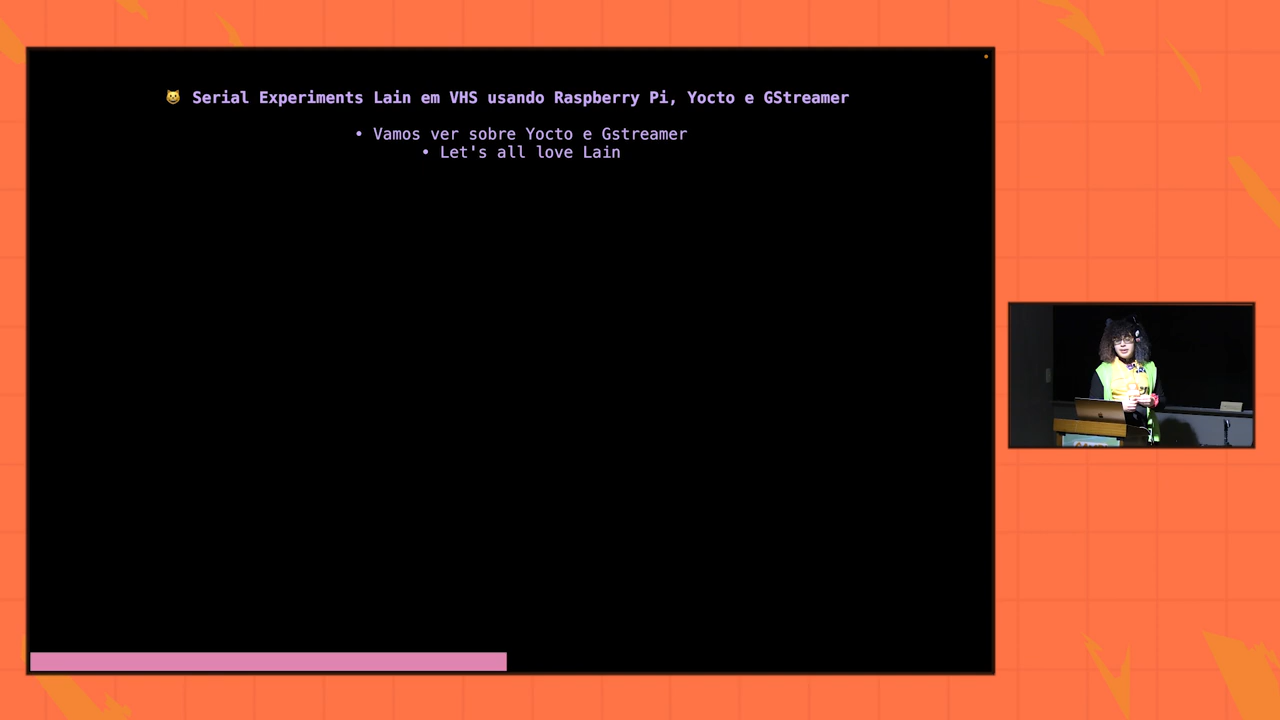 😺 Serial Experiments Lain em VHS usando Raspberry Pi, Yocto e GStreamer
• Vamos ver sobre Yocto e Gstreamer
• Let's all love Lain